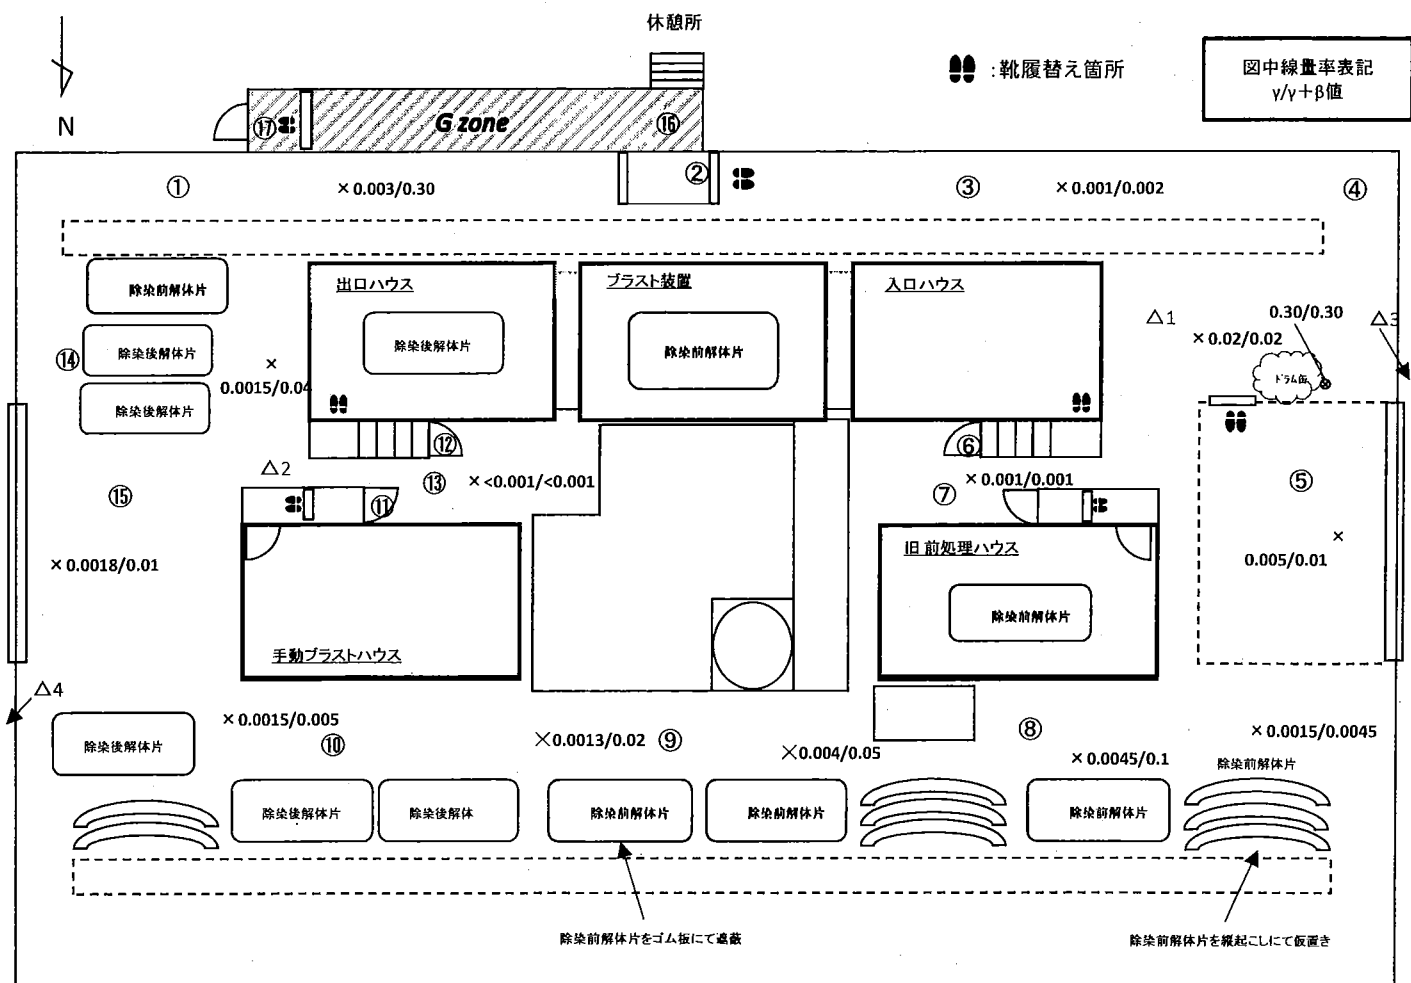 休憩所
:靴履替え箇所
図中線量率表記
γ/γ+β値
N
⑰
G zone
⑯
①
×0.003/0.30
②
③
×0.001/0.002
④
除染前解体片
出口ハウス
除染後解体片
ブラスト装置
除染前解体片
入口ハウス
△1
0.30/0.30
△3
×0.02/0.02
ドラム缶
⑭
除染後解体片
×
0.0015/0.04
除染後解体片
⑫
⑥
△2
⑬
×<0.001/<0.001
×0.001/0.001
⑦
⑤
⑮
⑪
×
0.005/0.01
×0.0018/0.01
手動ブラストハウス
旧前処理ハウス
除染前解体片
△4
除染後解体片
×0.0015/0.005
⑩
×0.0013/0.02
⑨
×0.004/0.05
⑧
×0.0045/0.1
×0.0015/0.0045
除染前解体片
除染後解体片
除染後解体
除染前解体片
除染前解体片
除染前解体片
除染前解体片をゴム板にて遮蔽
除染前解体片を縦起こしにて仮置き